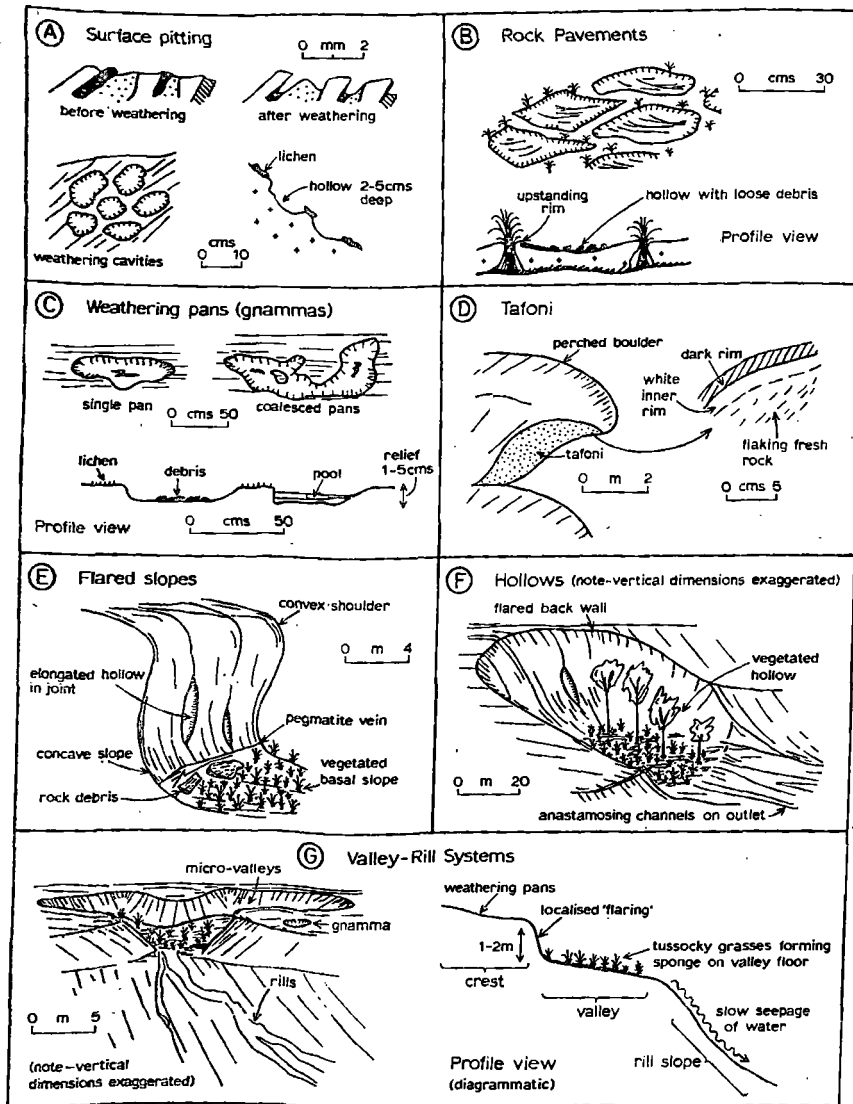 A Surface pitting
0 mm 2
before weathering
after weathering
lichen
hollow 2-5cms
deep
cms
0 10
weathering cavities
B Rock Pavements
0 cms 30
upstanding
rim
hollow with loose debris
Profile view
C Weathering pans (gnammas)
single pan
0 cms 50
coalesced pans
lichen
debris
pool
relief
1-5cms
Profile view
0 cms 50
D Tafoni
perched boulder
dark rim
white
inner
rim
tafoni
flaking fresh
rock
0 m 2
0 cms 5
E Flared slopes
convex shoulder
0 m 4
elongated hollow
in joint
pegmatite vein
concave slope
vegetated
basal slope
rock debris
F Hollows (note-vertical dimensions exaggerated)
flared back wall
vegetated
hollow
0 m 20
anastamosing channels on outlet
G Valley-Rill Systems
micro-valleys
gnamma
rills
0 m 5
(note-vertical
dimensions exaggerated)
weathering pans
localised 'flaring'
1-2m
tussocky grasses forming
sponge on valley floor
crest
valley
slow seepage
of water
rill slope
Profile view
(diagrammatic)